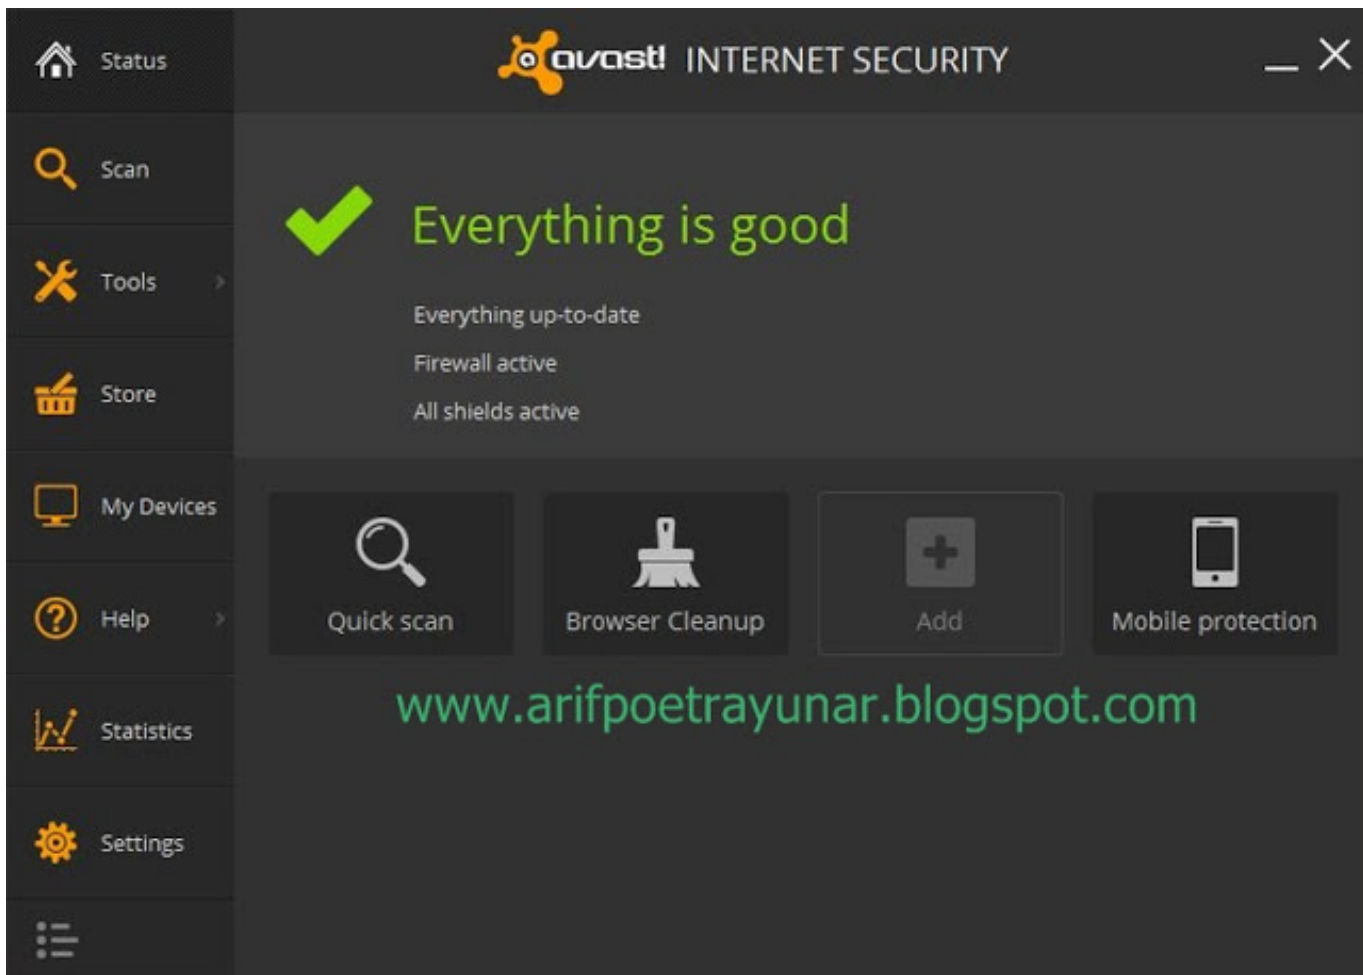 Status
avast! INTERNET SECURITY
Scan
Everything is good
Tools
Everything up-to-date
Firewall active
Store
All shields active
My Devices
Quick scan
Browser Cleanup
Add
Mobile protection
Help
www.arifpoetrayunar.blogspot.com
Statistics
Settings